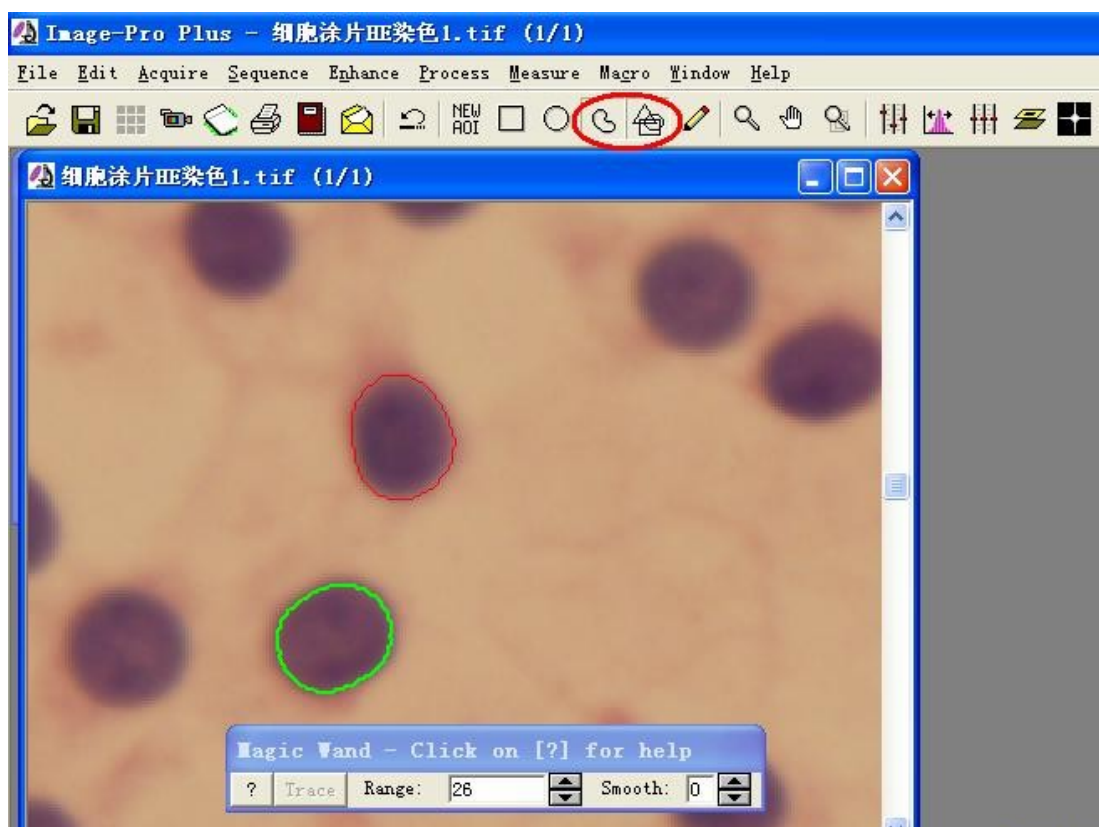 Image-Pro Plus - 细胞涂片HE染色1.tif (1/1)
File Edit Acquire Sequence Enhance Process Measure Macro Window Help
NEW
AOI
细胞涂片HE染色1.tif (1/1)
Magic Wand - Click on [?] for help
? Trace Range: 26 Smooth: 0